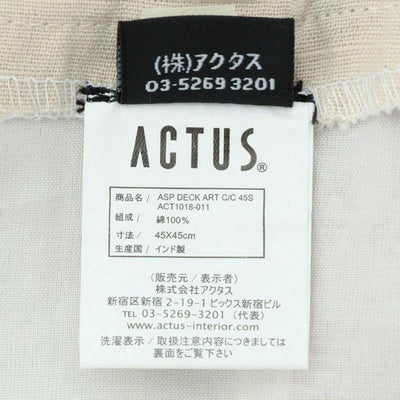 (株)アクタス
03-5269 3201
ACTUS®
商品名/ ASP DECK ART C/C 45S
ACT1018-011
組成/ 綿100%
寸法/ 45X45cm
生産国/ インド製
(販売元/表示者)
株式会社アクタス
新宿区新宿 2-19-1 ビックス新宿ビル
TEL 03-5269-3201 (代表)
www.actus-interior.com
洗濯表示/取扱注意内容につきましては
裏面をご覧下さい。